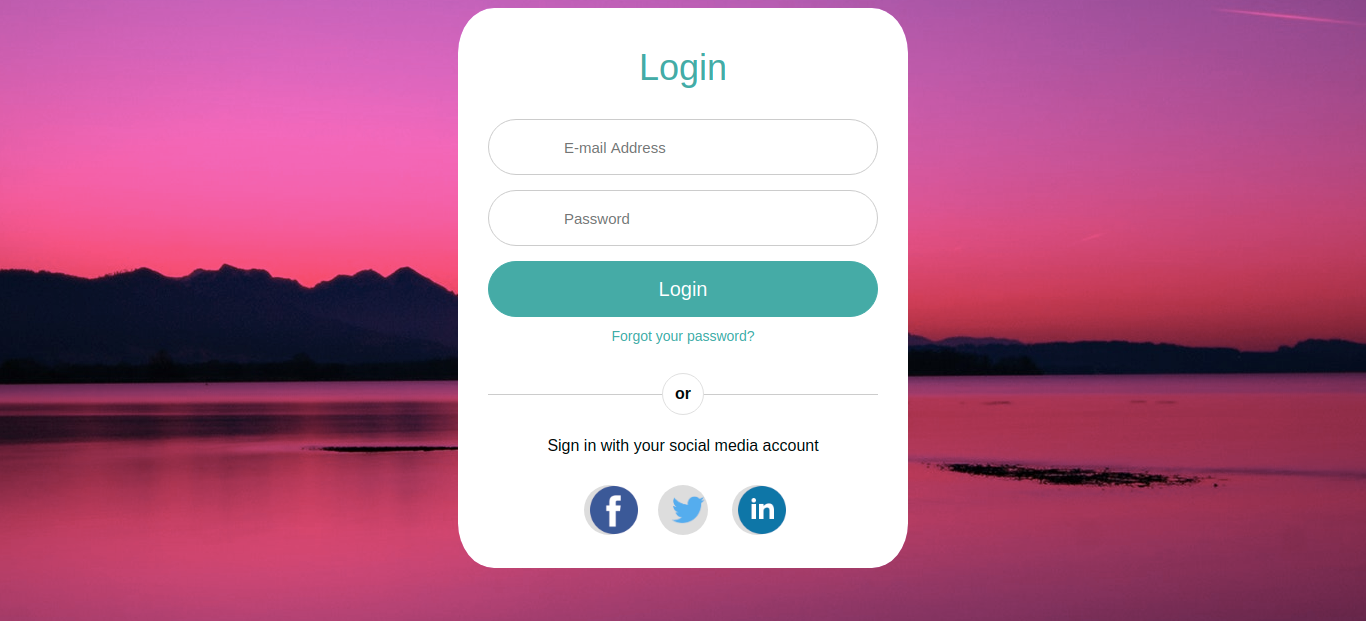 Login
E-mail Address
Password
Login
Forgot your password?
or
Sign in with your social media account
f
in